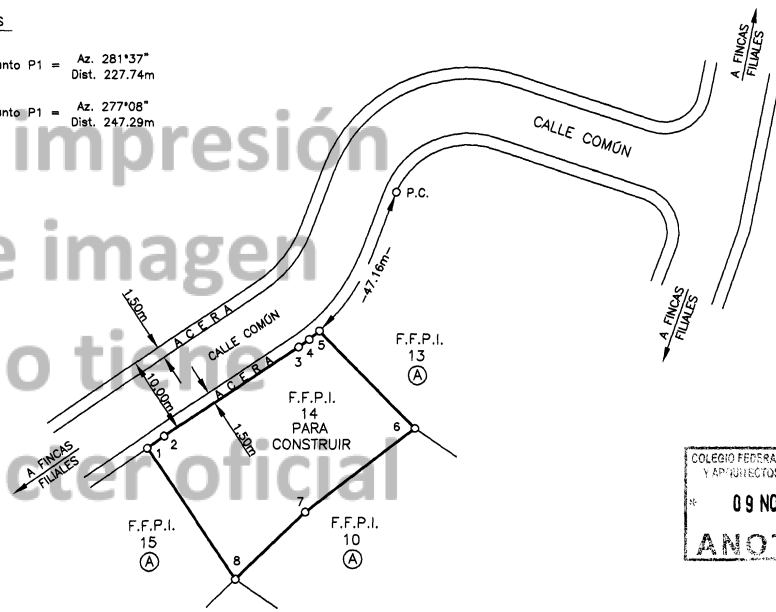 S
nto P1 = Az. 281°37"
Dist. 227.74m
nto P1 = Az. 277°08"
Dist. 247.29m
impresión
e imagen
o tiene
cter oficial
A FINCAS
FILIALES
CALLE COMÚN
P.C.
47.16m
A FINCAS
FILIALES
1.50m
ACERA
CALLE COMÚN
10.00m
ACERA
1.50m
A FINCAS
FILIALES
1
2
3
4
5
6
7
8
F.F.P.I.
13
A
F.F.P.I.
14
PARA
CONSTRUIR
F.F.P.I.
15
A
F.F.P.I.
10
A
COLEGIO FEDERA
Y ARQUITECTOS
09 NO
ANOT